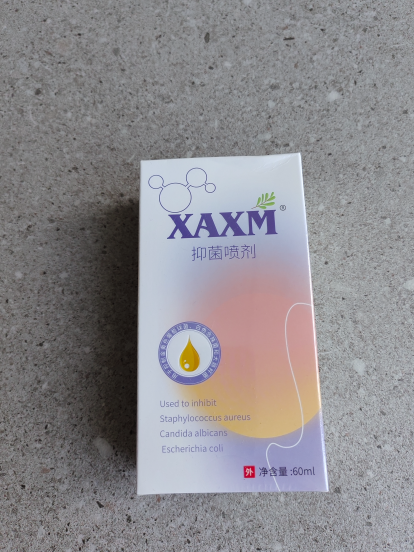 XAXM®
抑菌喷剂
Used to inhibit
Staphylococcus aureus
Candida albicans
Escherichia coli
外 净含量:60ml